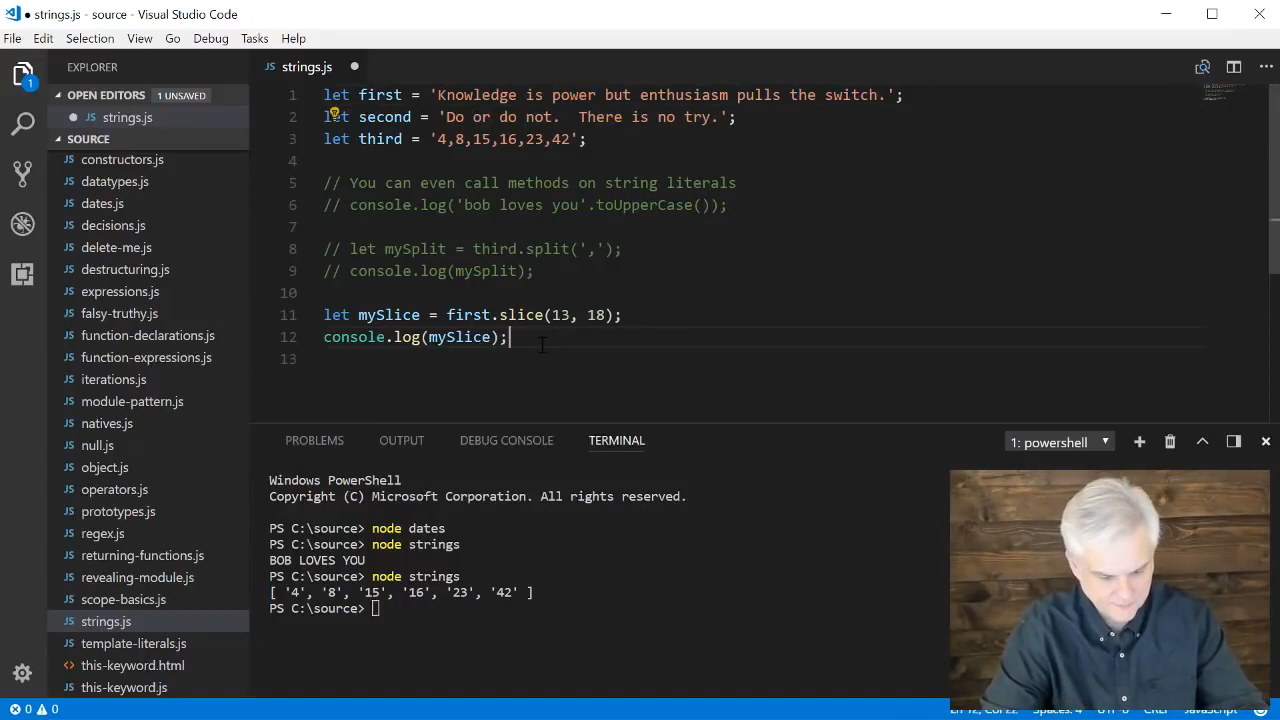 ● strings.js - source - Visual Studio Code
File Edit Selection View Go Debug Tasks Help
EXPLORER
OPEN EDITORS 1 UNSAVED
strings.js
SOURCE
constructors.js
datatypes.js
dates.js
decisions.js
delete-me.js
destructuring.js
expressions.js
falsy-truthy.js
function-declarations.js
function-expressions.js
iterations.js
module-pattern.js
natives.js
null.js
object.js
operators.js
prototypes.js
regex.js
returning-functions.js
revealing-module.js
scope-basics.js
strings.js
template-literals.js
this-keyword.html
this-keyword.js
strings.js
1 let first = 'Knowledge is power but enthusiasm pulls the switch.';
2 let second = 'Do or do not.  There is no try.';
3 let third = '4,8,15,16,23,42';
4
5 // You can even call methods on string literals
6 // console.log('bob loves you'.toUpperCase());
7
8 // let mySplit = third.split(',');
9 // console.log(mySplit);
10
11 let mySlice = first.slice(13, 18);
12 console.log(mySlice);
13
PROBLEMS OUTPUT DEBUG CONSOLE TERMINAL 1: powershell
Windows PowerShell
Copyright (C) Microsoft Corporation. All rights reserved.
PS C:\source> node dates
PS C:\source> node strings
BOB LOVES YOU
PS C:\source> node strings
[ '4', '8', '15', '16', '23', '42' ]
PS C:\source>
0 0